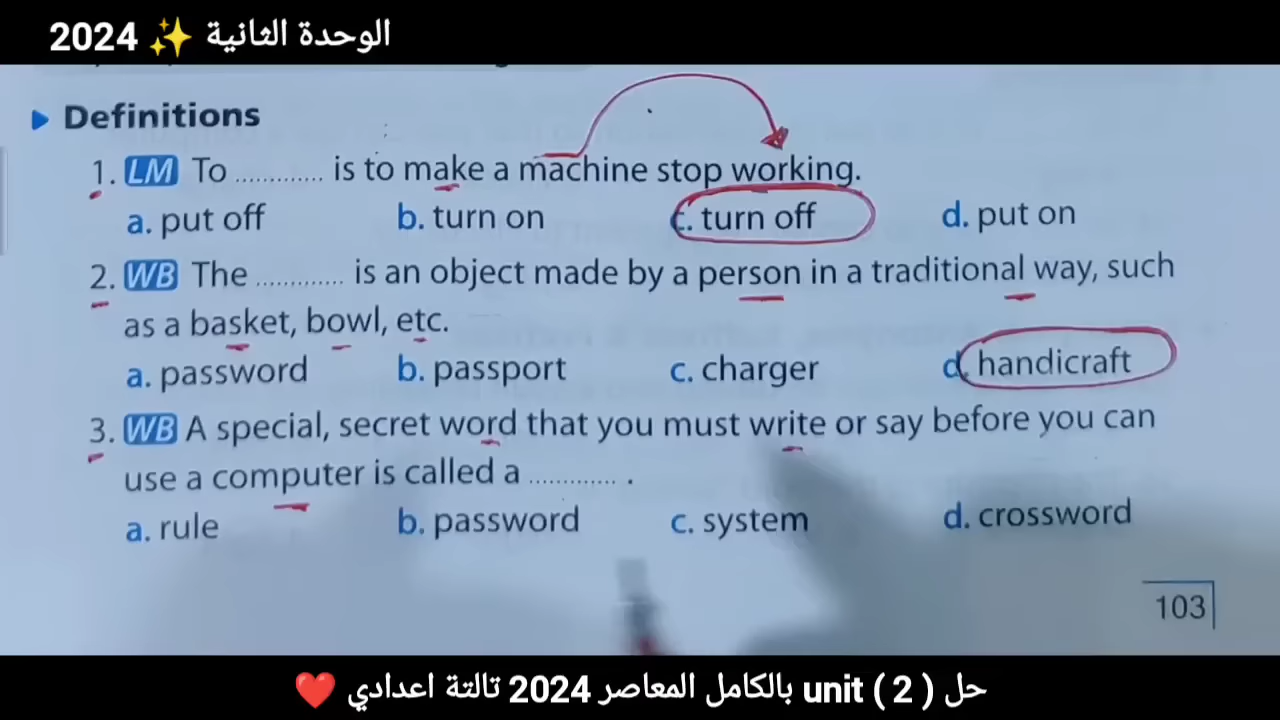 الوحدة الثانية ✨ 2024
Definitions
1. LM To ............. is to make a machine stop working.
a. put off b. turn on c. turn off d. put on
2. WB The ............. is an object made by a person in a traditional way, such
as a basket, bowl, etc.
a. password b. passport c. charger d. handicraft
3. WB A special, secret word that you must write or say before you can
use a computer is called a ............. .
a. rule b. password c. system d. crossword
103
حل unit ( 2 ) بالكامل المعاصر 2024 تالتة اعدادي ❤️